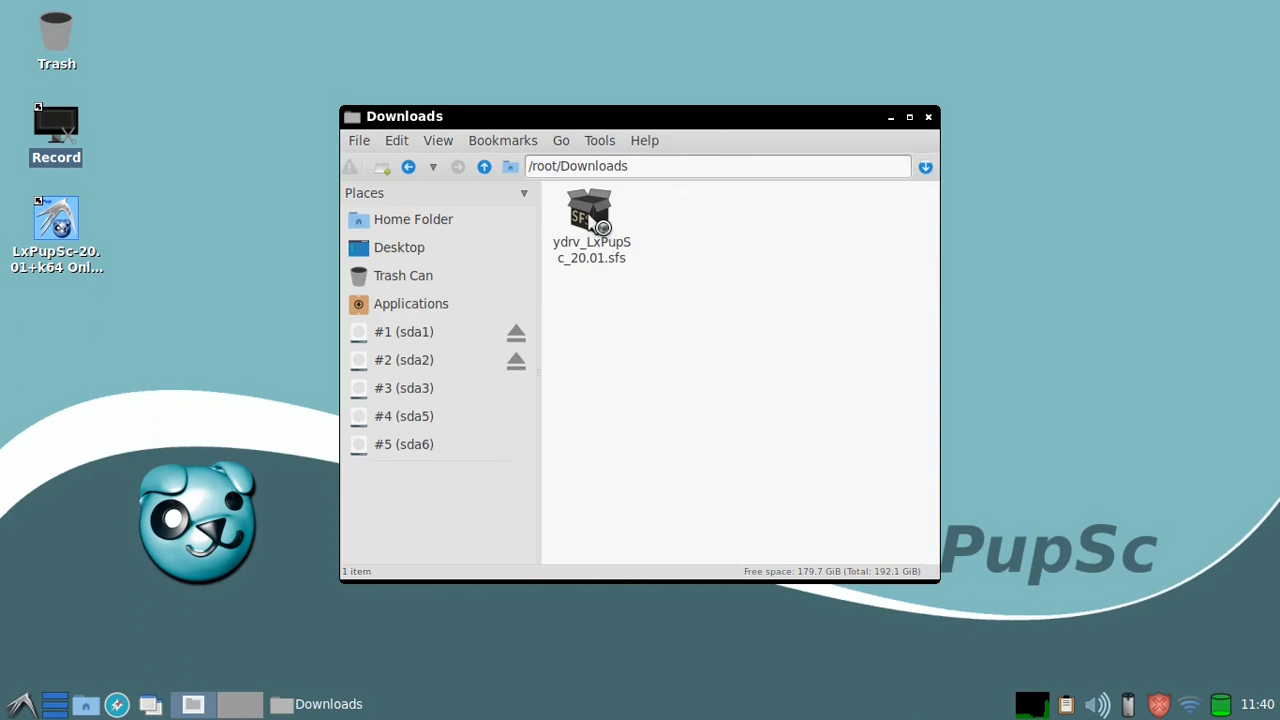 Trash
Record
LxPupSc-20.
01+k64 Onl...
Downloads
File Edit View Bookmarks Go Tools Help
/root/Downloads
Places
Home Folder
Desktop
Trash Can
Applications
#1 (sda1)
#2 (sda2)
#3 (sda3)
#4 (sda5)
#5 (sda6)
SFS
ydrv_LxPupS
c_20.01.sfs
1 item
Free space: 179.7 GiB (Total: 192.1 GiB)
PupSc
Downloads
11:40